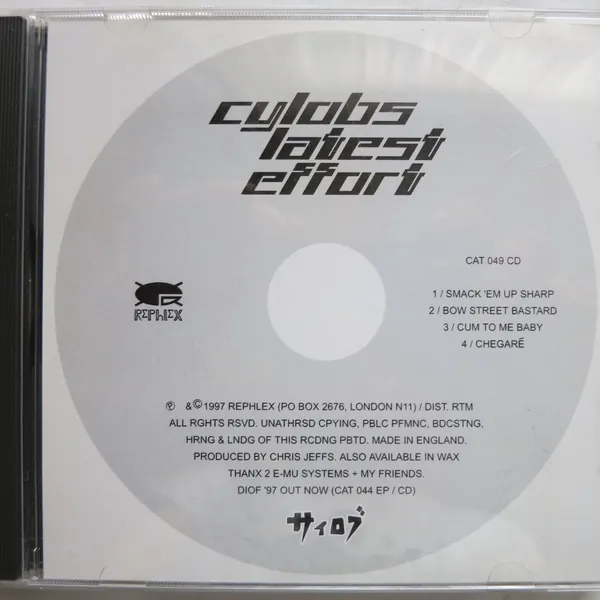 cylobs
latest
effort
CAT 049 CD
1 / SMACK 'EM UP SHARP
2 / BOW STREET BASTARD
3 / CUM TO ME BABY
4 / CHEGARẼ
REPHLEX
℗ &© 1997 REPHLEX (PO BOX 2676, LONDON N11) / DIST. RTM
ALL RGHTS RSVD. UNATHRSD CPYING, PBLC PFMNC, BDCSTNG,
HRNG & LNDG OF THIS RCDNG PBTD. MADE IN ENGLAND.
PRODUCED BY CHRIS JEFFS. ALSO AVAILABLE IN WAX
THANX 2 E-MU SYSTEMS + MY FRIENDS.
DIOF '97 OUT NOW (CAT 044 EP / CD)
サイロブ